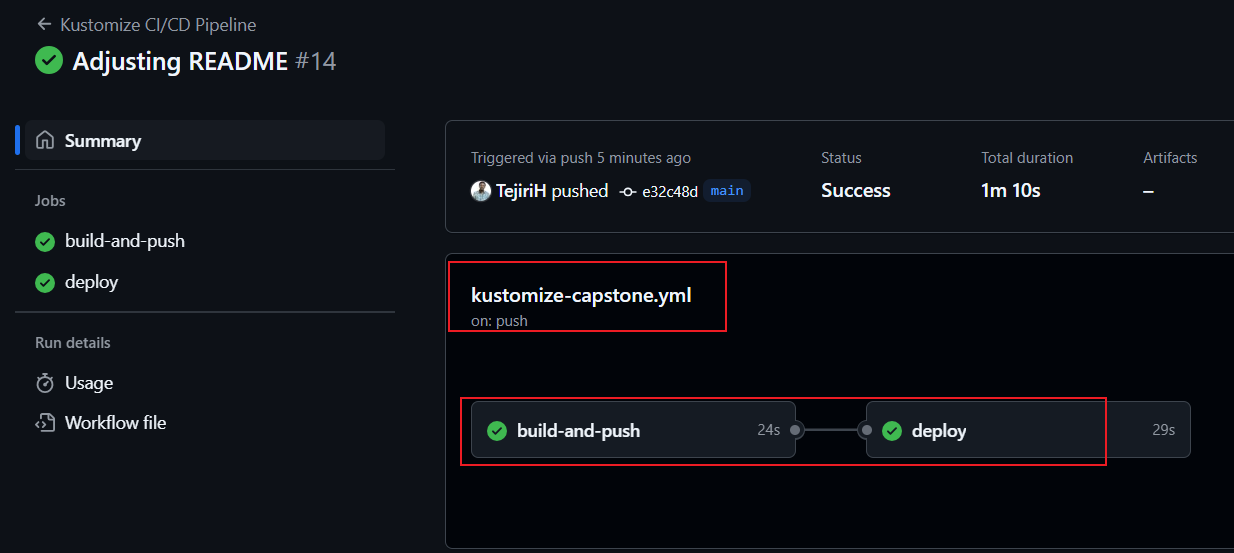 Kustomize CI/CD Pipeline
Adjusting README #14
Summary
Jobs
build-and-push
deploy
Run details
Usage
Workflow file
Triggered via push 5 minutes ago
TejiriH pushed e32c48d main
Status
Success
Total duration
1m 10s
Artifacts
–
kustomize-capstone.yml
on: push
build-and-push 24s
deploy 29s